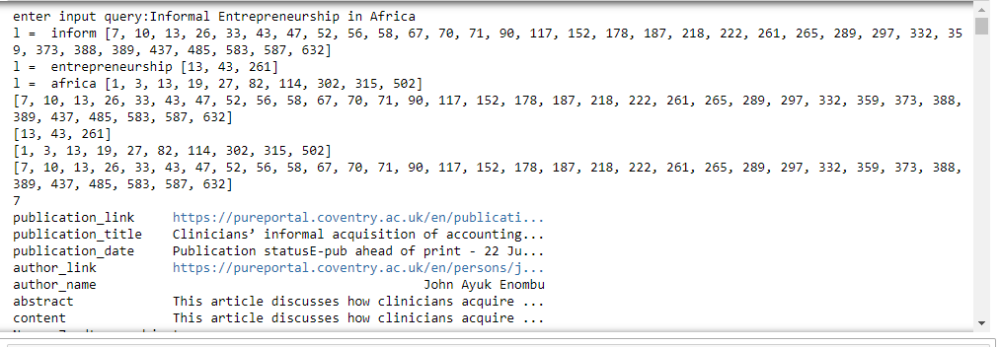 enter input query:Informal Entrepreneurship in Africa
l =  inform [7, 10, 13, 26, 33, 43, 47, 52, 56, 58, 67, 70, 71, 90, 117, 152, 178, 187, 218, 222, 261, 265, 289, 297, 332, 35
9, 373, 388, 389, 437, 485, 583, 587, 632]
l =  entrepreneurship [13, 43, 261]
l =  africa [1, 3, 13, 19, 27, 82, 114, 302, 315, 502]
[7, 10, 13, 26, 33, 43, 47, 52, 56, 58, 67, 70, 71, 90, 117, 152, 178, 187, 218, 222, 261, 265, 289, 297, 332, 359, 373, 388,
389, 437, 485, 583, 587, 632]
[13, 43, 261]
[1, 3, 13, 19, 27, 82, 114, 302, 315, 502]
[7, 10, 13, 26, 33, 43, 47, 52, 56, 58, 67, 70, 71, 90, 117, 152, 178, 187, 218, 222, 261, 265, 289, 297, 332, 359, 373, 388,
389, 437, 485, 583, 587, 632]
7
publication_link     https://pureportal.coventry.ac.uk/en/publicati...
publication_title    Clinicians’ informal acquisition of accounting...
publication_date     Publication statusE-pub ahead of print - 22 Ju...
author_link          https://pureportal.coventry.ac.uk/en/persons/j...
author_name                                          John Ayuk Enombu
abstract             This article discusses how clinicians acquire ...
content              This article discusses how clinicians acquire ...